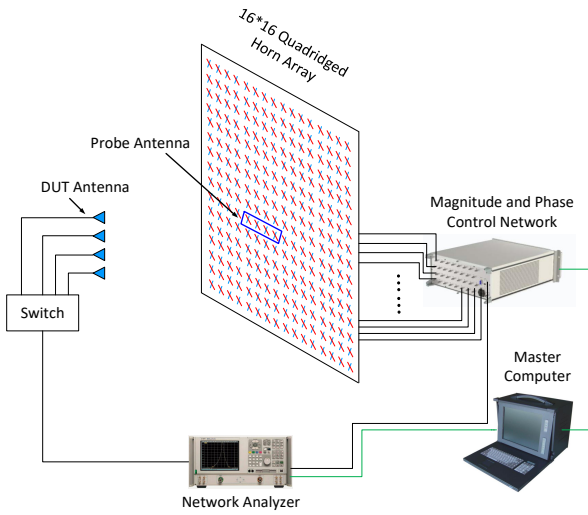 16*16 Quadridged
Horn Array
Probe Antenna
DUT Antenna
Magnitude and Phase
Control Network
Switch
Master
Computer
Network Analyzer